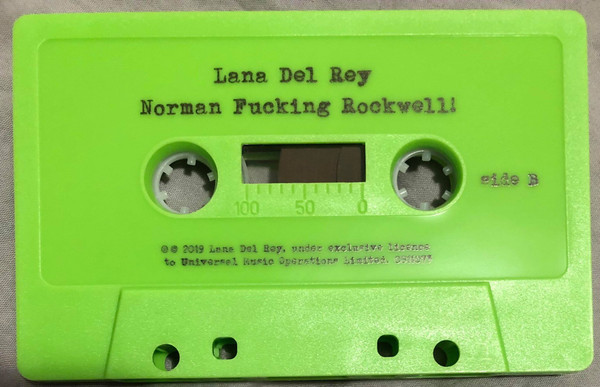 Lana Del Rey
Norman Fucking Rockwell!
side B
100 50 0
℗ © 2019 Lana Del Rey, under exclusive licence
to Universal Music Operations Limited.